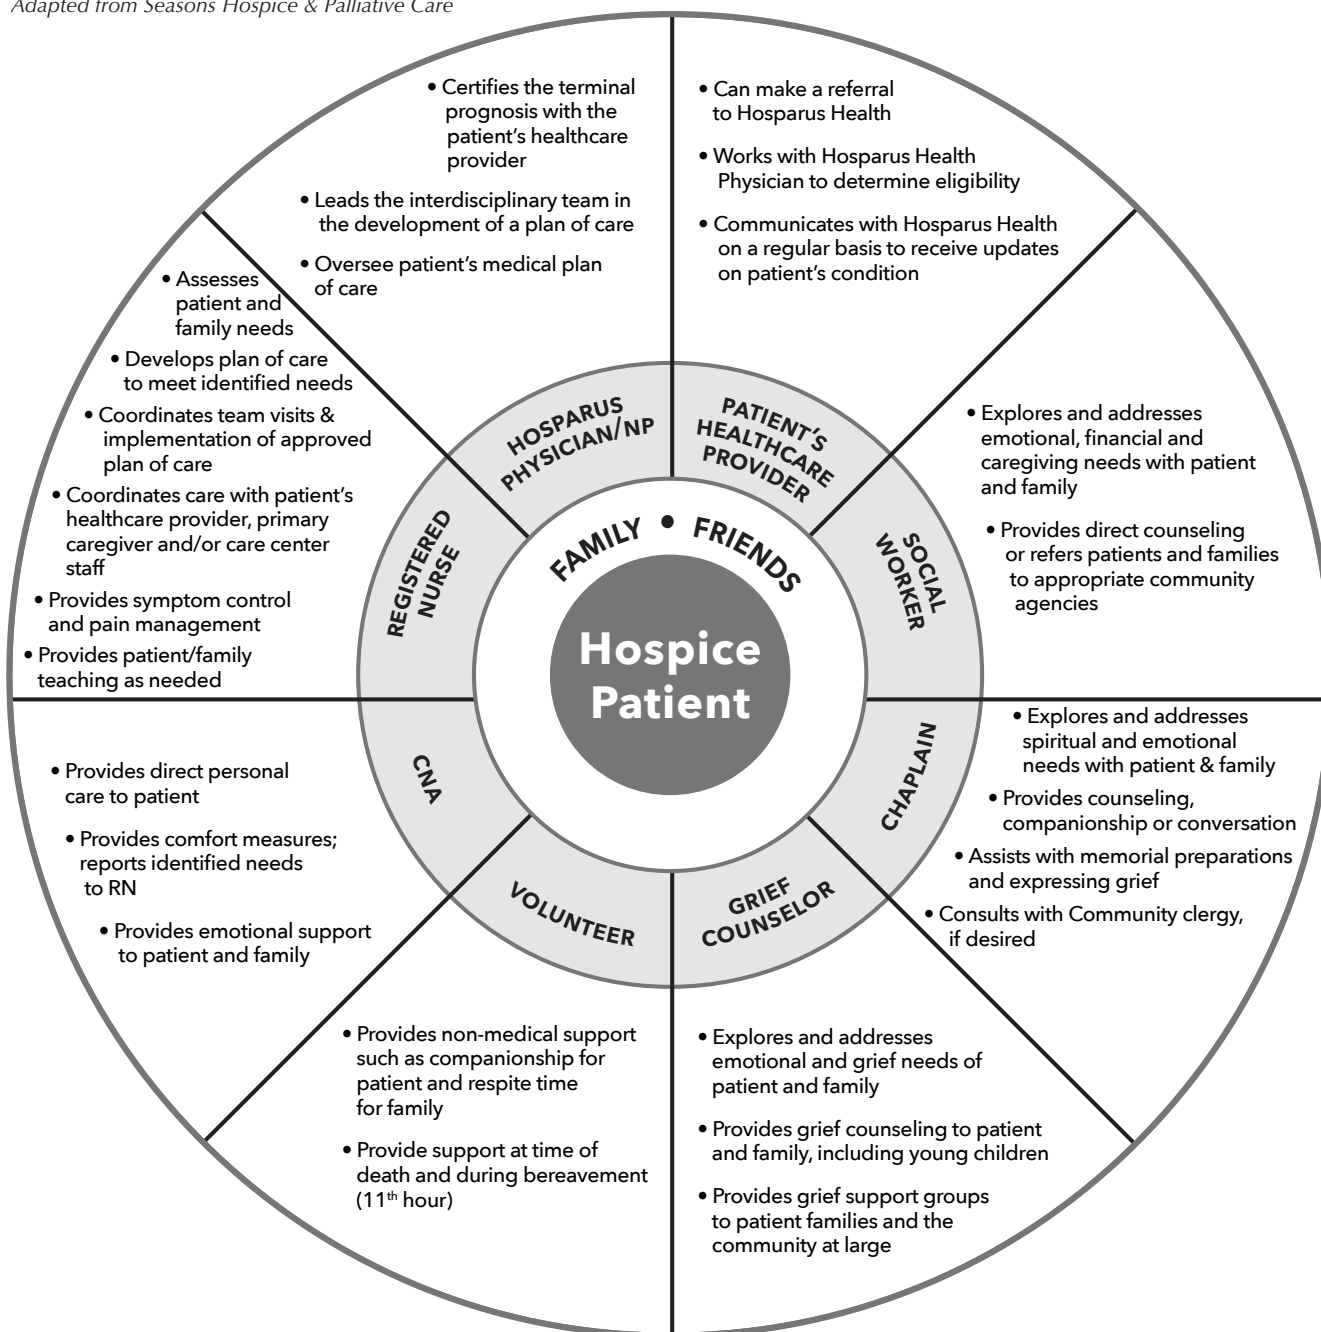 Adapted from Seasons Hospice & Palliative Care
• Certifies the terminal
prognosis with the
patient’s healthcare
provider
• Leads the interdisciplinary team in
the development of a plan of care
• Oversee patient’s medical plan
of care
• Can make a referral
to Hosparus Health
• Works with Hosparus Health
Physician to determine eligibility
• Communicates with Hosparus Health
on a regular basis to receive updates
on patient’s condition
• Assesses
patient and
family needs
• Develops plan of care
to meet identified needs
• Coordinates team visits &
implementation of approved
plan of care
• Coordinates care with patient’s
healthcare provider, primary
caregiver and/or care center
staff
• Provides symptom control
and pain management
• Provides patient/family
teaching as needed
HOSPARUS
PHYSICIAN/NP
PATIENT’S
HEALTHCARE
PROVIDER
REGISTERED
NURSE
SOCIAL
WORKER
FAMILY • FRIENDS
Hospice
Patient
• Explores and addresses
emotional, financial and
caregiving needs with patient
and family
• Provides direct counseling
or refers patients and families
to appropriate community
agencies
CNA
CHAPLAIN
VOLUNTEER
GRIEF
COUNSELOR
• Provides direct personal
care to patient
• Provides comfort measures;
reports identified needs
to RN
• Provides emotional support
to patient and family
• Explores and addresses
spiritual and emotional
needs with patient & family
• Provides counseling,
companionship or conversation
• Assists with memorial preparations
and expressing grief
• Consults with Community clergy,
if desired
• Provides non-medical support
such as companionship for
patient and respite time
for family
• Provide support at time of
death and during bereavement
(11th hour)
• Explores and addresses
emotional and grief needs of
patient and family
• Provides grief counseling to patient
and family, including young children
• Provides grief support groups
to patient families and the
community at large